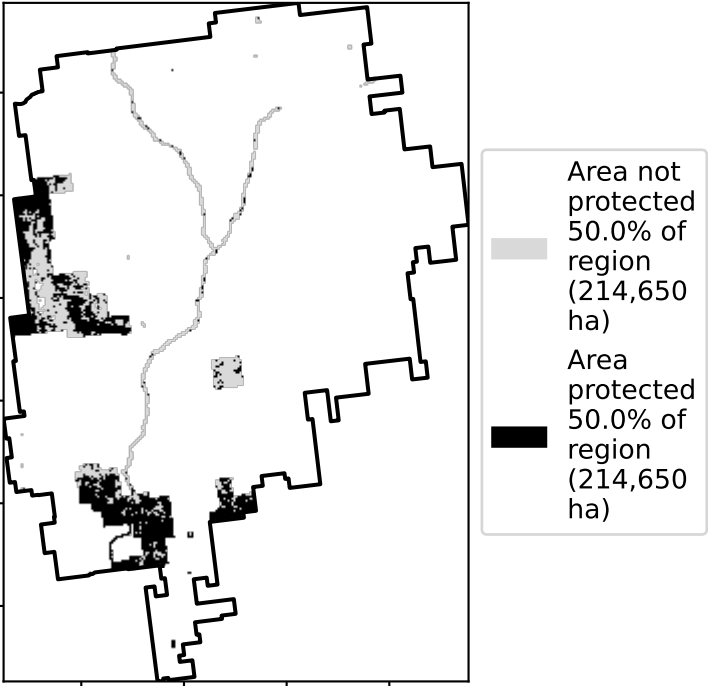 Area not
protected
50.0% of
region
(214,650
ha)
Area
protected
50.0% of
region
(214,650
ha)